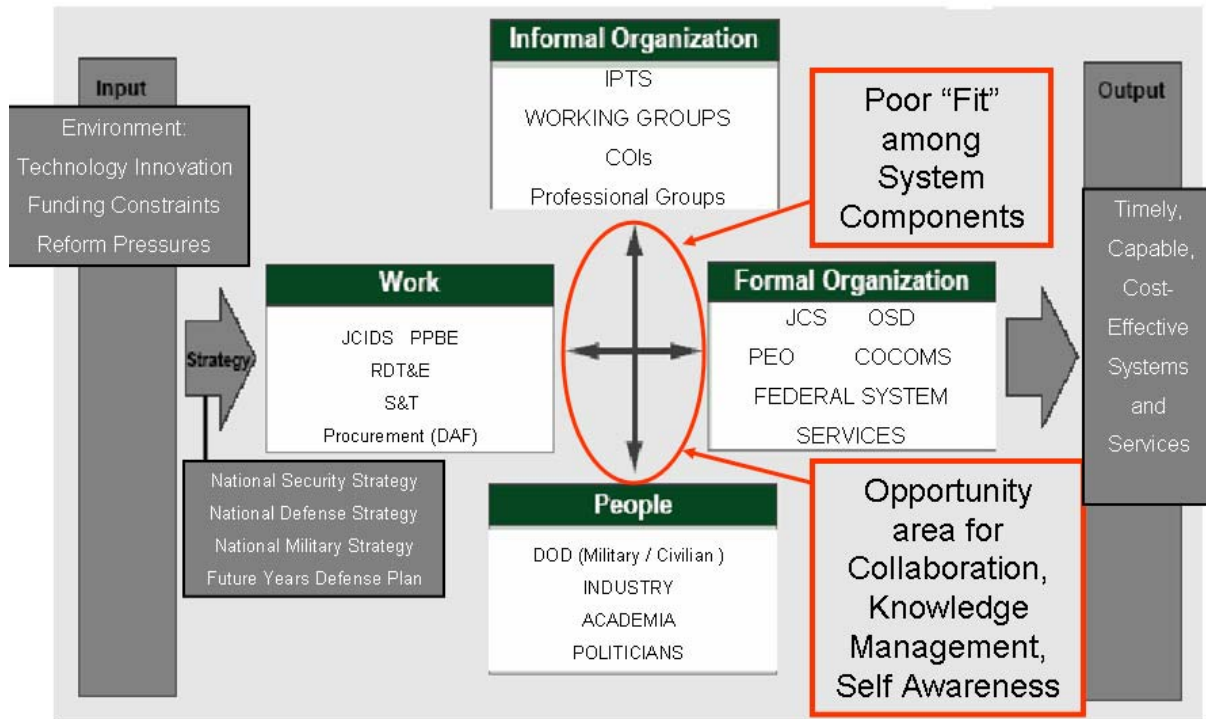 Input
Environment:
Technology Innovation
Funding Constraints
Reform Pressures
Strategy
National Security Strategy
National Defense Strategy
National Military Strategy
Future Years Defense Plan
Work
JCIDS PPBE
RDT&E
S&T
Procurement (DAF)
Informal Organization
IPTS
WORKING GROUPS
COIs
Professional Groups
People
DOD (Military / Civilian )
INDUSTRY
ACADEMIA
POLITICIANS
Formal Organization
JCS OSD
PEO COCOMS
FEDERAL SYSTEM
SERVICES
Poor “Fit”
among
System
Components
Opportunity
area for
Collaboration,
Knowledge
Management,
Self Awareness
Output
Timely,
Capable,
Cost-
Effective
Systems
and
Services